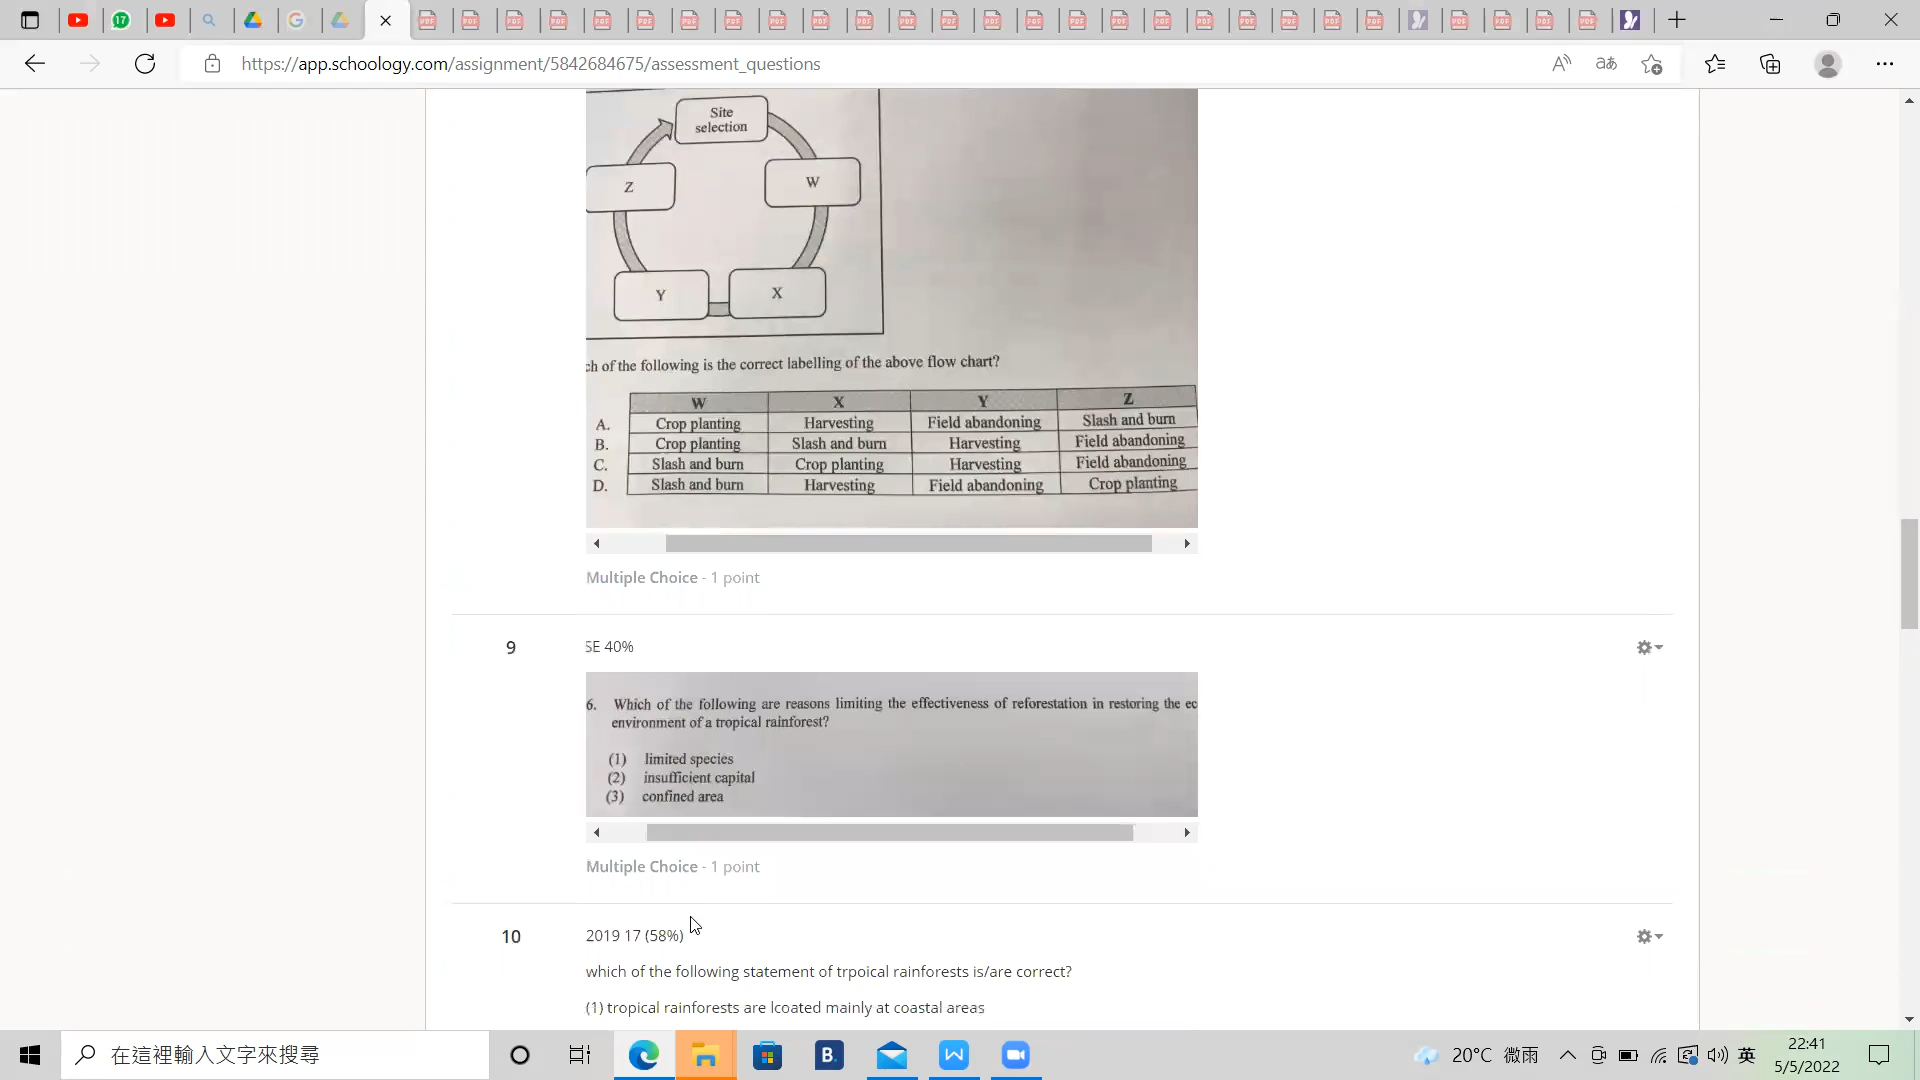 https://app.schoology.com/assignment/5842684675/assessment_questions
Site
selection
Z
W
Y
X
ch of the following is the correct labelling of the above flow chart?
W X Y Z
A. Crop planting Harvesting Field abandoning Slash and burn
B. Crop planting Slash and burn Harvesting Field abandoning
C. Slash and burn Crop planting Harvesting Field abandoning
D. Slash and burn Harvesting Field abandoning Crop planting
Multiple Choice - 1 point
9 SE 40%
6. Which of the following are reasons limiting the effectiveness of reforestation in restoring the ec
environment of a tropical rainforest?
(1) limited species
(2) insufficient capital
(3) confined area
Multiple Choice - 1 point
10 2019 17 (58%)
which of the following statement of trpoical rainforests is/are correct?
(1) tropical rainforests are lcoated mainly at coastal areas
在這裡輸入文字來搜尋
20°C 微雨
英
22:41
5/5/2022